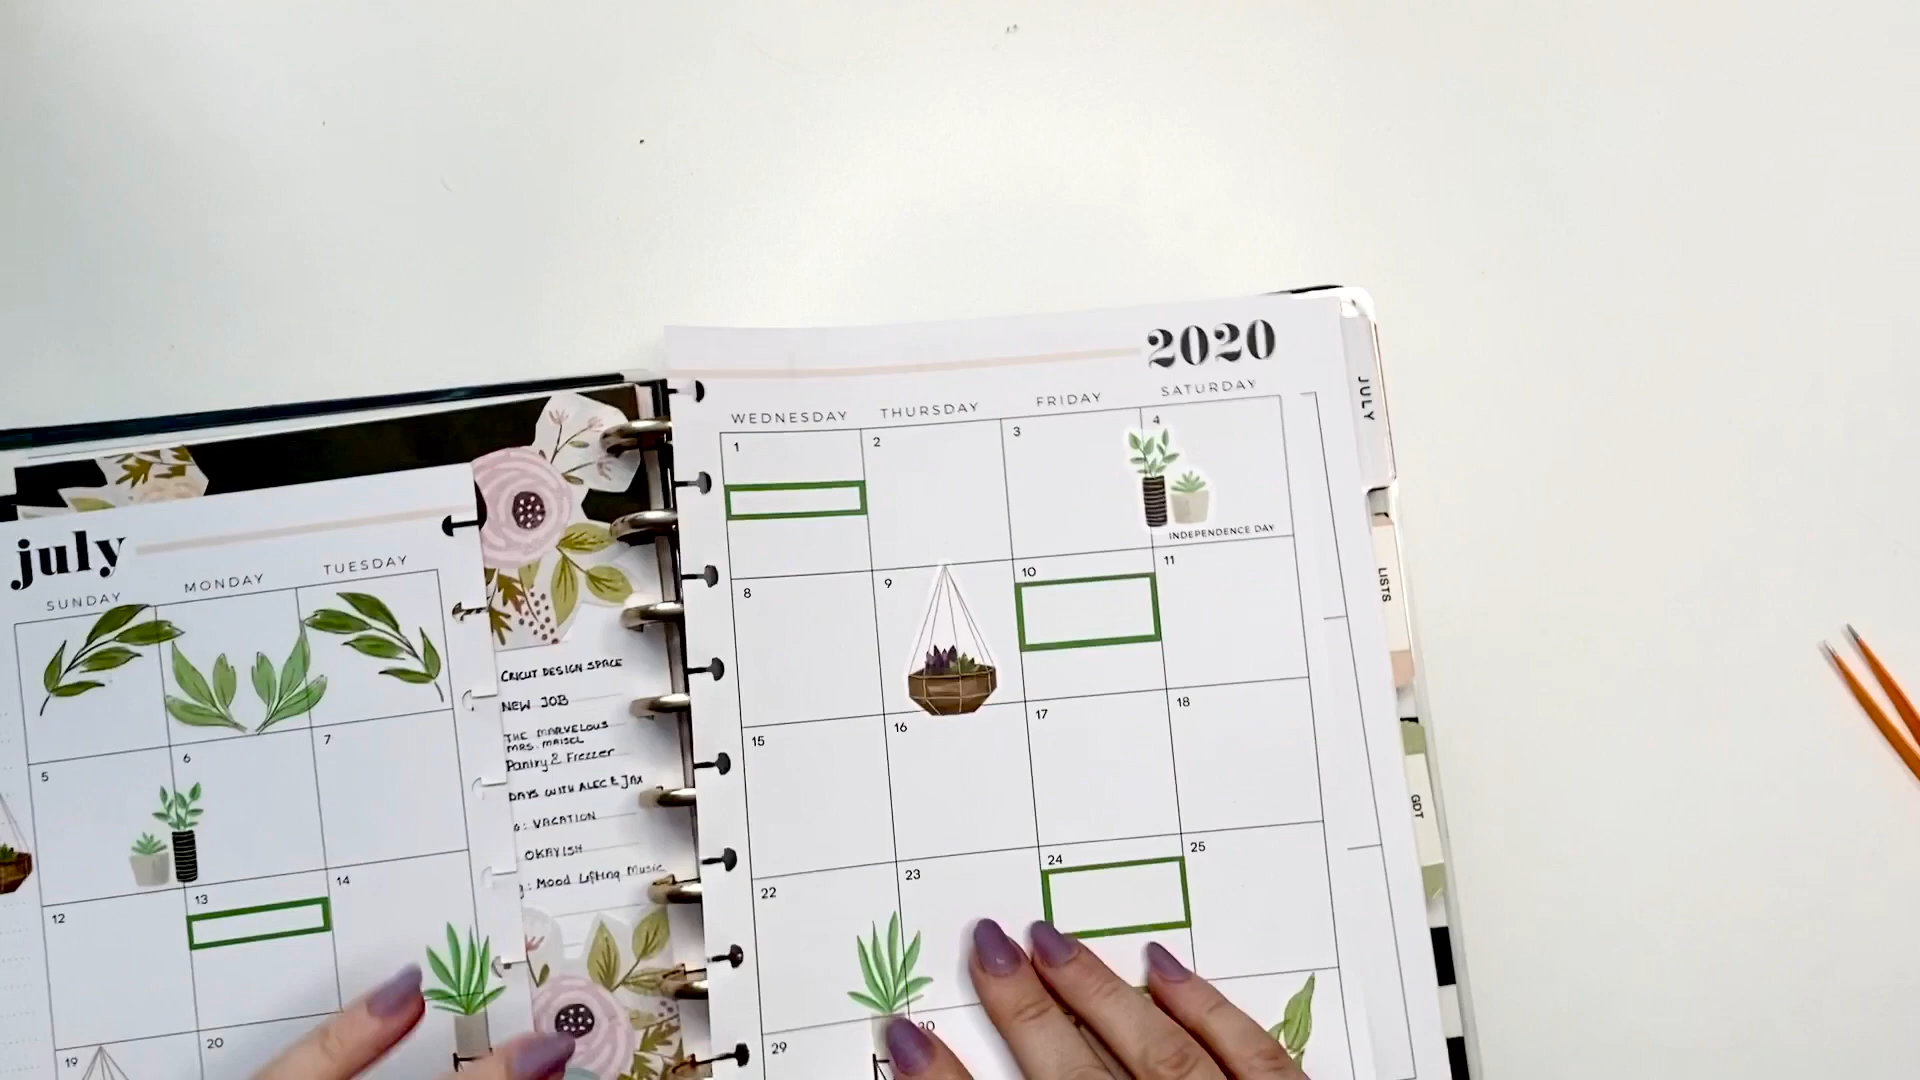 july
SUNDAY MONDAY TUESDAY
5 6 7
12 13 14
19 20
CRICUT DESIGN SPACE
NEW JOB
THE MARVELOUS
MRS. MAISEL
Pantry & Frezzer
DAYS WITH ALEC & JAX
: VACATION
OKAYISH
: Mood Lifting Music
2020
WEDNESDAY THURSDAY FRIDAY SATURDAY
1 2 3 4
INDEPENDENCE DAY
8 9 10 11
15 16 17 18
22 23 24 25
29 30
JULY
LISTS
GDT